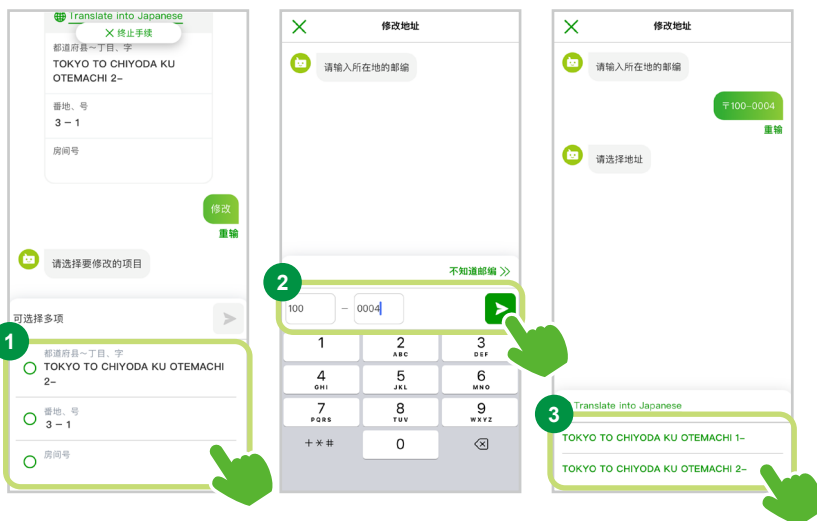 Translate into Japanese
终止手续
都道府县~丁目、字
TOKYO TO CHIYODA KU
OTEMACHI 2–
番地、号
3 – 1
房间号
修改
重输
请选择要修改的项目
可选择多项
1
都道府县~丁目、字
TOKYO TO CHIYODA KU OTEMACHI
2–
番地、号
3 – 1
房间号
修改地址
请输入所在地的邮编
不知道邮编
2
100 – 0004
1
2
ABC
3
DEF
4
GHI
5
JKL
6
MNO
7
PQRS
8
TUV
9
WXYZ
+*#
0
修改地址
请输入所在地的邮编
〒100–0004
重输
请选择地址
Translate into Japanese
3
TOKYO TO CHIYODA KU OTEMACHI 1–
TOKYO TO CHIYODA KU OTEMACHI 2–